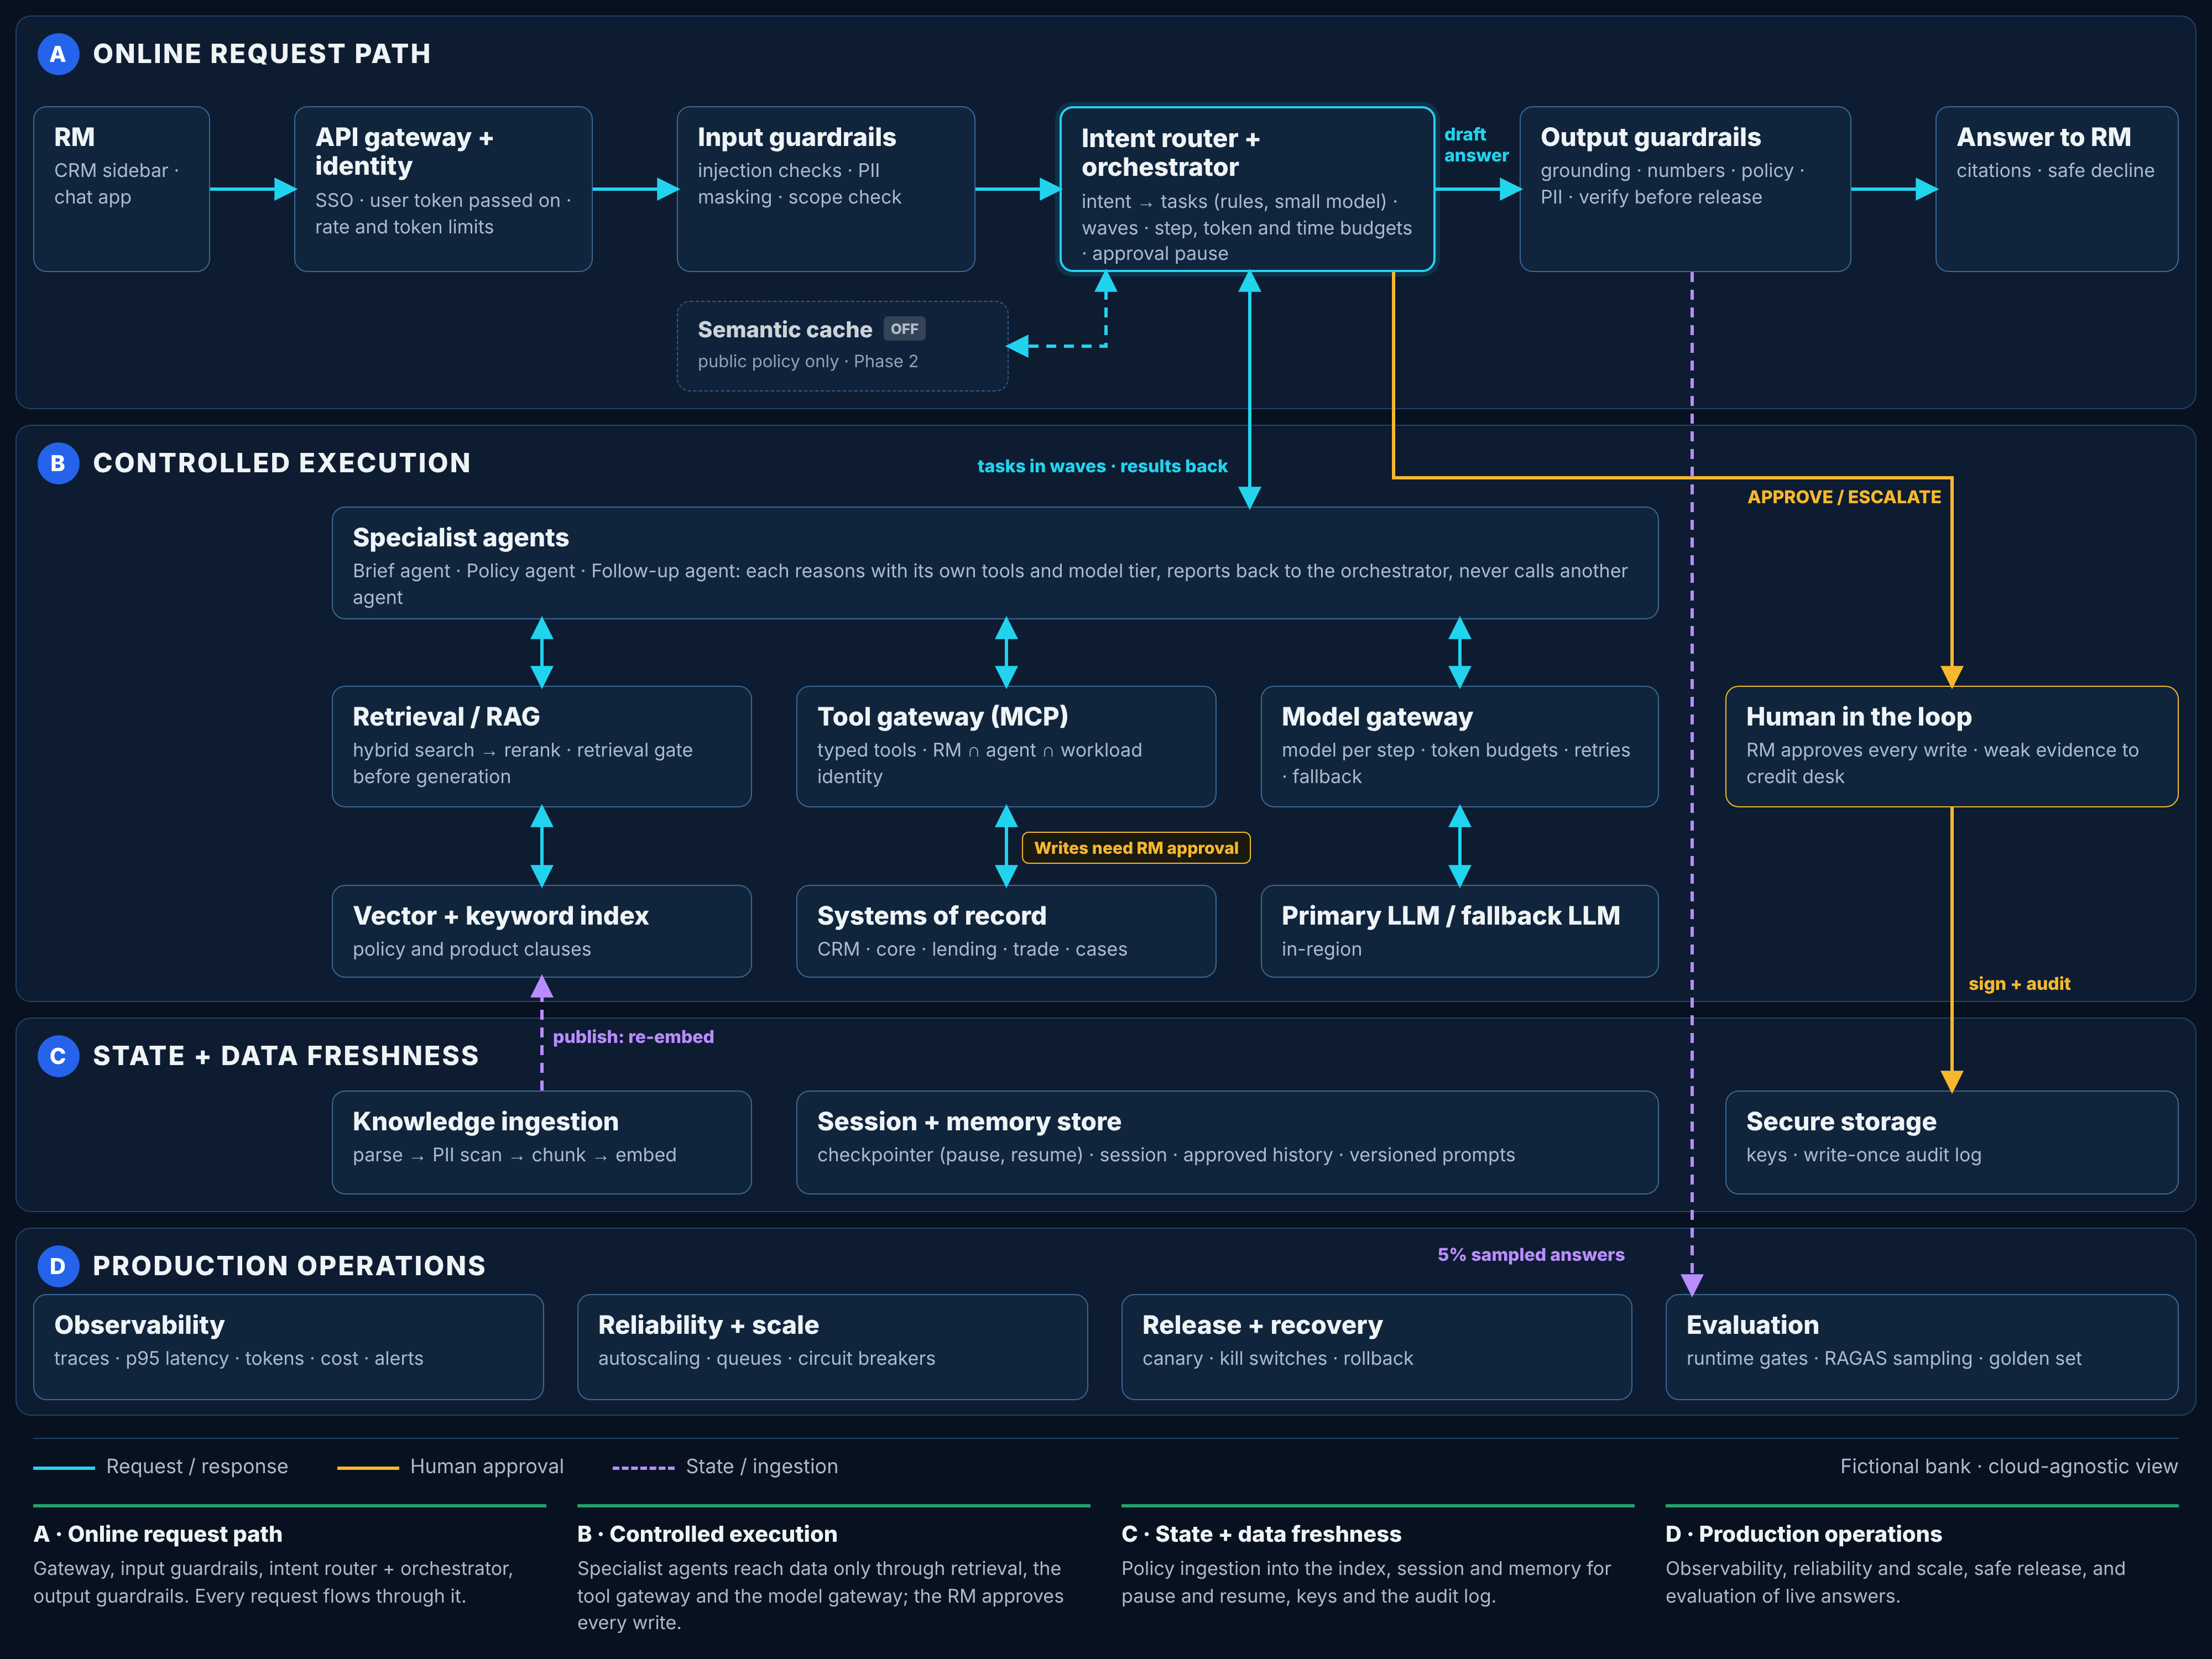 A ONLINE REQUEST PATH
RM
CRM sidebar ·
chat app
API gateway +
identity
SSO · user token passed on ·
rate and token limits
Input guardrails
injection checks · PII
masking · scope check
Intent router +
orchestrator
intent → tasks (rules, small model) ·
waves · step, token and time budgets
· approval pause
draft
answer
Output guardrails
grounding · numbers · policy ·
PII · verify before release
Answer to RM
citations · safe decline
Semantic cache OFF
public policy only · Phase 2
B CONTROLLED EXECUTION
tasks in waves · results back
APPROVE / ESCALATE
Specialist agents
Brief agent · Policy agent · Follow-up agent: each reasons with its own tools and model tier, reports back to the orchestrator, never calls another
agent
Retrieval / RAG
hybrid search → rerank · retrieval gate
before generation
Tool gateway (MCP)
typed tools · RM ∩ agent ∩ workload
identity
Model gateway
model per step · token budgets · retries
· fallback
Human in the loop
RM approves every write · weak evidence to
credit desk
Writes need RM approval
Vector + keyword index
policy and product clauses
Systems of record
CRM · core · lending · trade · cases
Primary LLM / fallback LLM
in-region
sign + audit
C STATE + DATA FRESHNESS
publish: re-embed
Knowledge ingestion
parse → PII scan → chunk → embed
Session + memory store
checkpointer (pause, resume) · session · approved history · versioned prompts
Secure storage
keys · write-once audit log
D PRODUCTION OPERATIONS
5% sampled answers
Observability
traces · p95 latency · tokens · cost · alerts
Reliability + scale
autoscaling · queues · circuit breakers
Release + recovery
canary · kill switches · rollback
Evaluation
runtime gates · RAGAS sampling · golden set
Request / response
Human approval
State / ingestion
Fictional bank · cloud-agnostic view
A · Online request path
Gateway, input guardrails, intent router + orchestrator,
output guardrails. Every request flows through it.
B · Controlled execution
Specialist agents reach data only through retrieval, the
tool gateway and the model gateway; the RM approves
every write.
C · State + data freshness
Policy ingestion into the index, session and memory for
pause and resume, keys and the audit log.
D · Production operations
Observability, reliability and scale, safe release, and
evaluation of live answers.